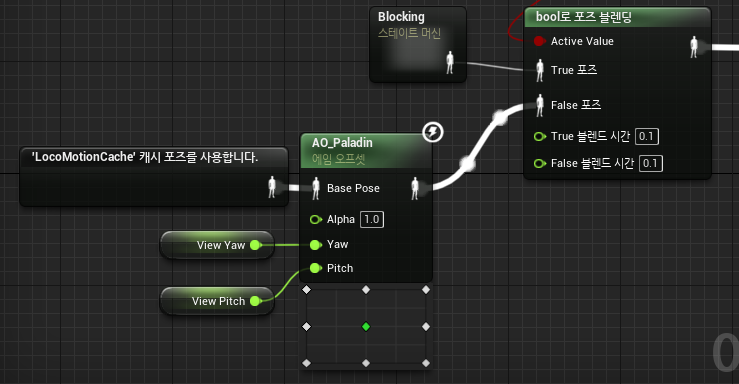 Blocking
스테이트 머신
bool로 포즈 블렌딩
Active Value
True 포즈
False 포즈
True 블렌드 시간 0.1
False 블렌드 시간 0.1
'LocoMotionCache' 캐시 포즈를 사용합니다.
AO_Paladin
에임 오프셋
Base Pose
Alpha 1.0
Yaw
Pitch
View Yaw
View Pitch